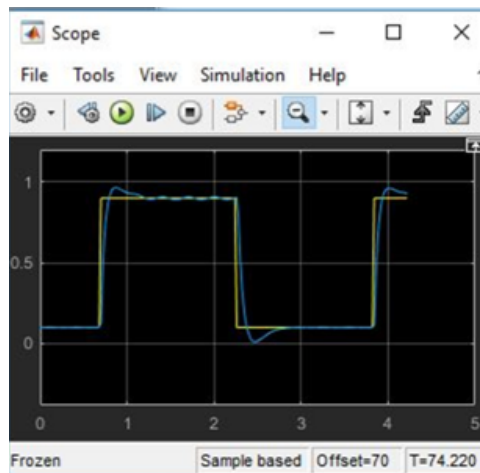 Scope
File Tools View Simulation Help
1
0.5
0
0 1 2 3 4 5
Frozen Sample based Offset=70 T=74.220